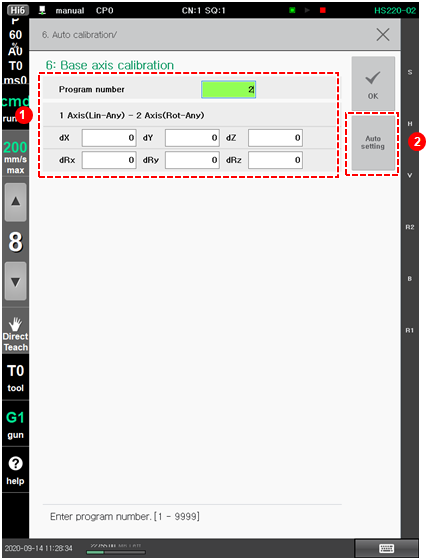 Hi6 manual CP0 CN:1 SQ:1 HS220-02
P
60
%
A0
T0
ms0
cmd
200
mm/s
max
8
Direct
Teach
T0
tool
G1
gun
help
6. Auto calibration/
6: Base axis calibration
Program number 2
1 Axis(Lin-Any) - 2 Axis(Rot-Any)
dX 0 dY 0 dZ 0
dRx 0 dRy 0 dRz 0
1
OK
Auto
setting
2
S
H
V
R2
B
R1
Enter program number.[1 - 9999]
2020-09-14 11:28:34